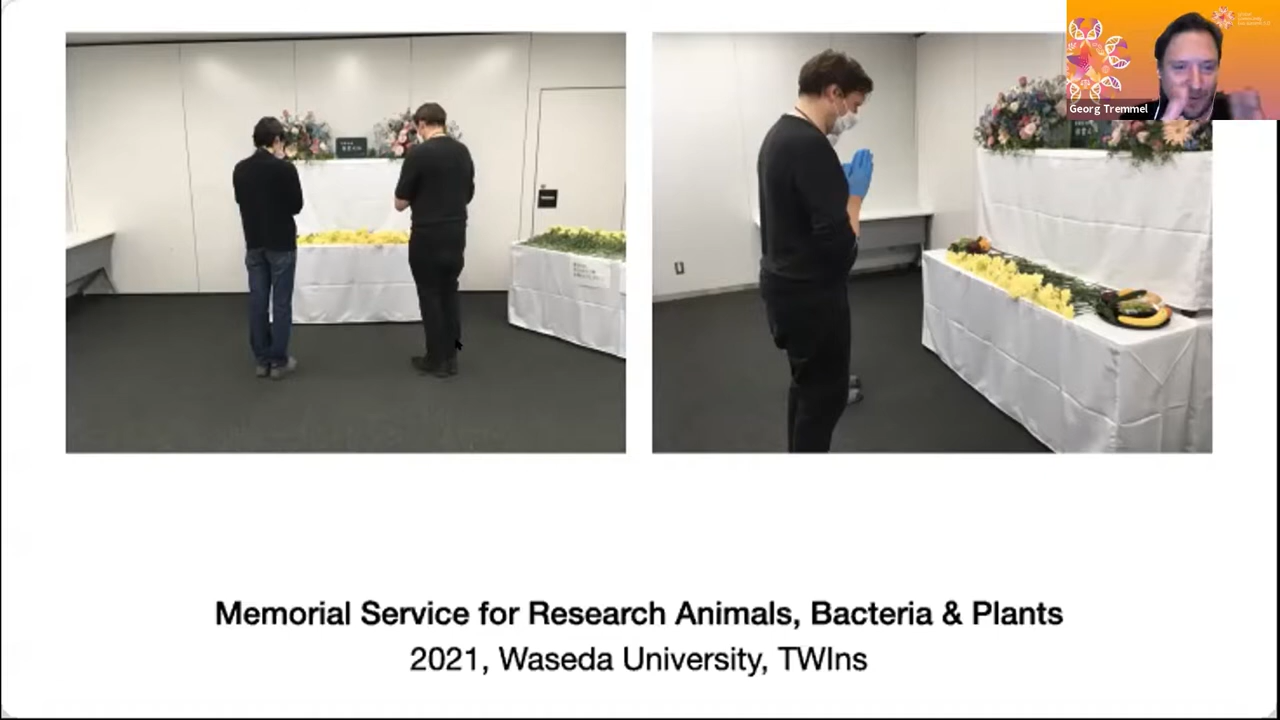 Georg Tremmel
Memorial Service for Research Animals, Bacteria & Plants
2021, Waseda University, TWIns